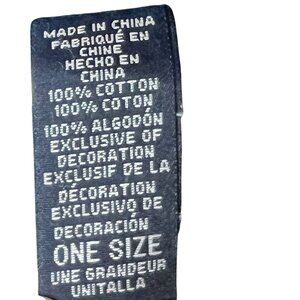 MADE IN CHINA
FABRIQUÉ EN
CHINE
HECHO EN
CHINA
100% COTTON
100% COTON
100% ALGODÓN
EXCLUSIVE OF
DECORATION
EXCLUSIF DE LA
DÉCORATION
EXCLUSIVO DE
DECORACIÓN
ONE SIZE
UNE GRANDEUR
UNITALLA